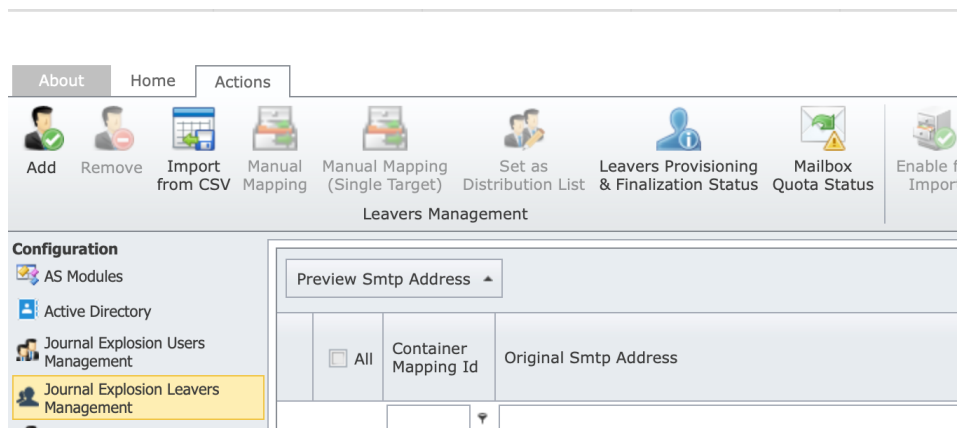 About Home Actions
Add Remove Import Manual Manual Mapping Set as Leavers Provisioning Mailbox Enable
from CSV Mapping (Single Target) Distribution List & Finalization Status Quota Status
Leavers Management
Configuration
AS Modules
Active Directory
Journal Explosion Users
Management
Journal Explosion Leavers
Management
Preview Smtp Address
All
Container
Mapping Id
Original Smtp Address